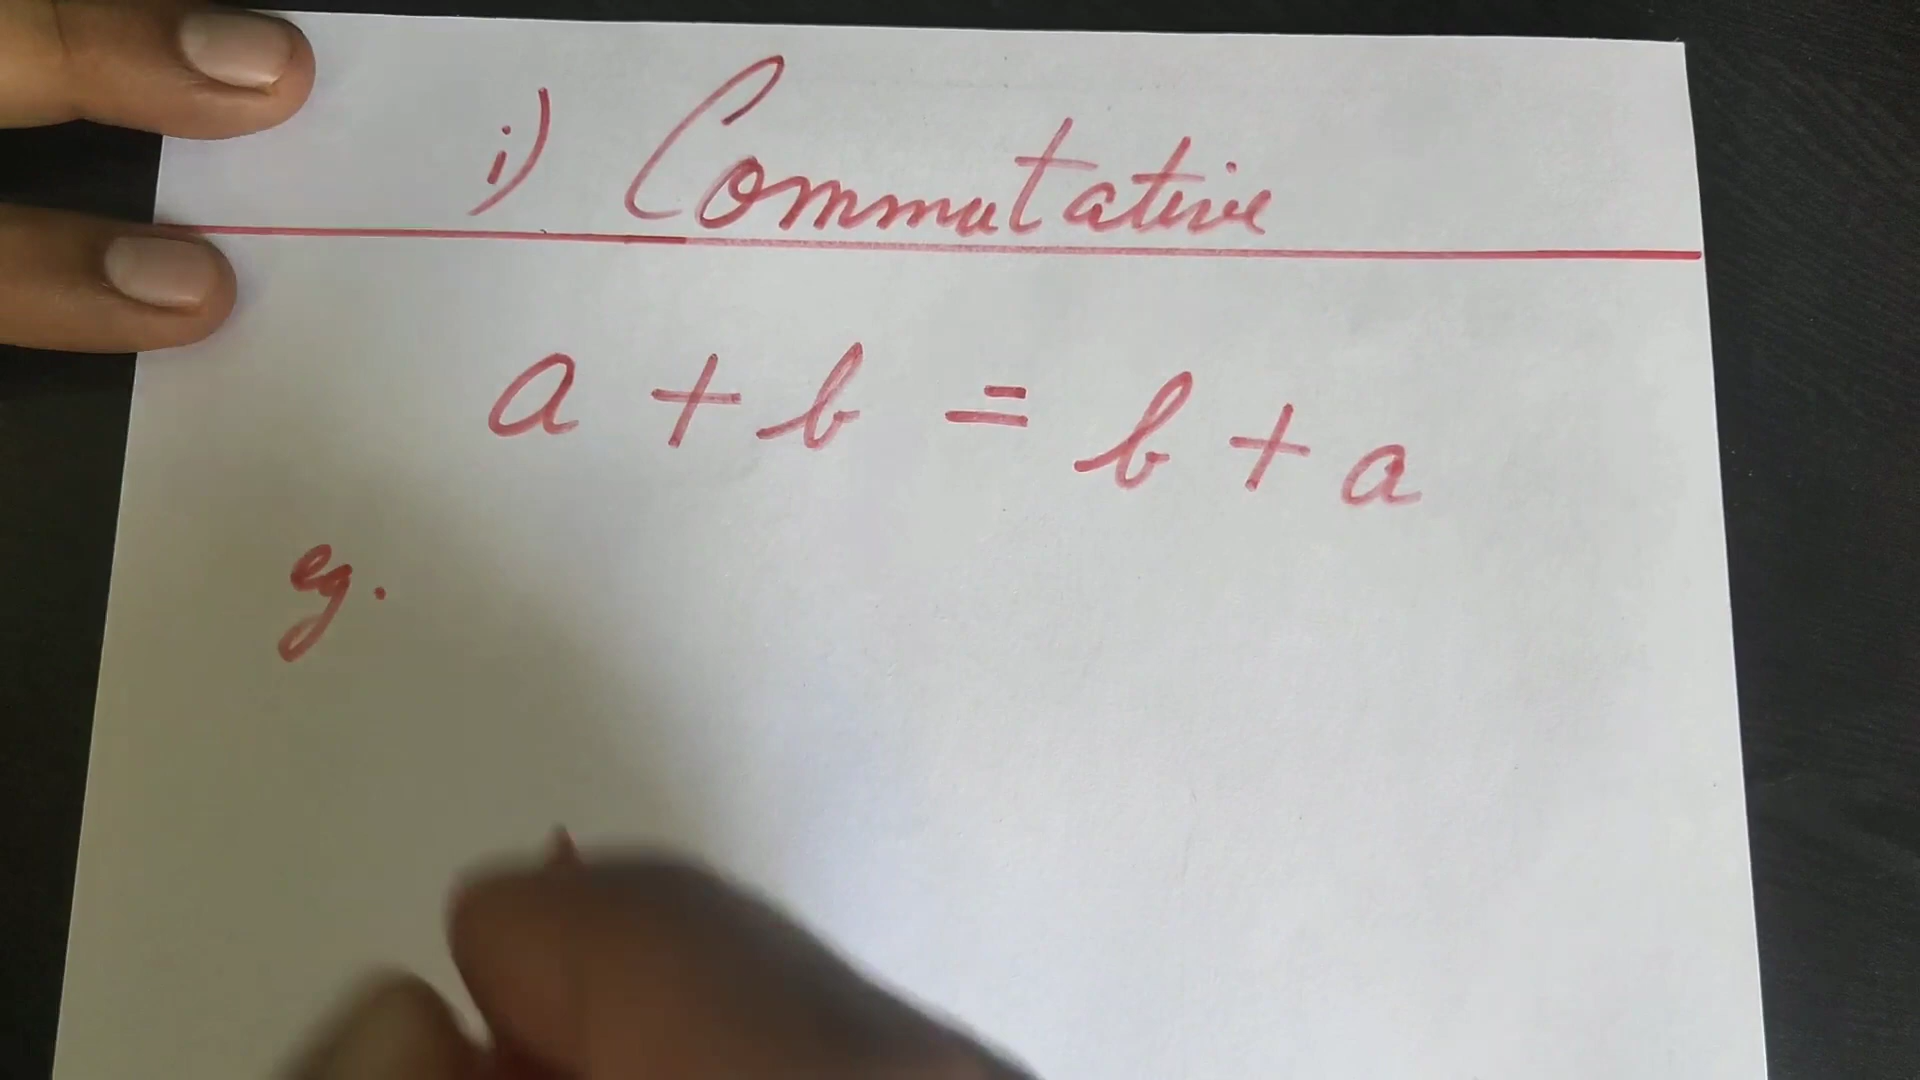 i) Commutative
a + b = b + a
eg.